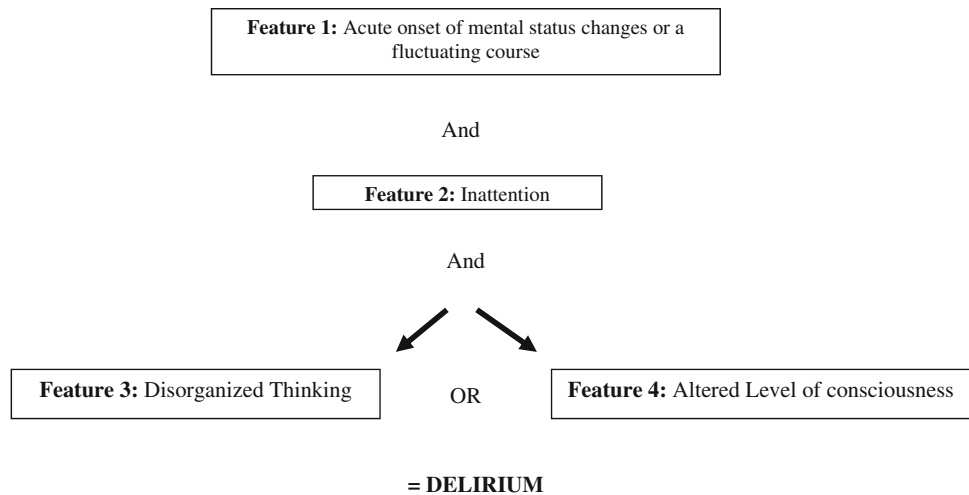 Feature 1: Acute onset of mental status changes or a
fluctuating course
And
Feature 2: Inattention
And
Feature 3: Disorganized Thinking
OR
Feature 4: Altered Level of consciousness
= DELIRIUM